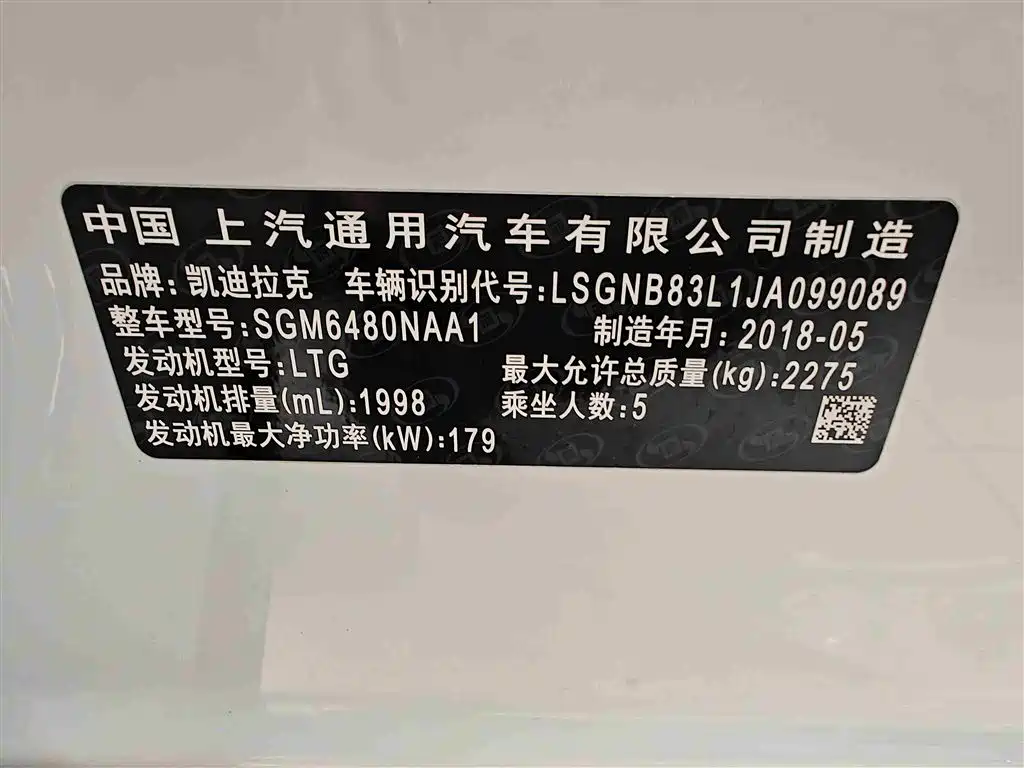 中国 上汽通用汽车有限公司制造
品牌: 凯迪拉克 车辆识别代号:LSGNB83L1JA099089
整车型号:SGM6480NAA1 制造年月: 2018-05
发动机型号:LTG 最大允许总质量(kg):2275
发动机排量(mL):1998 乘坐人数:5
发动机最大净功率(kW):179